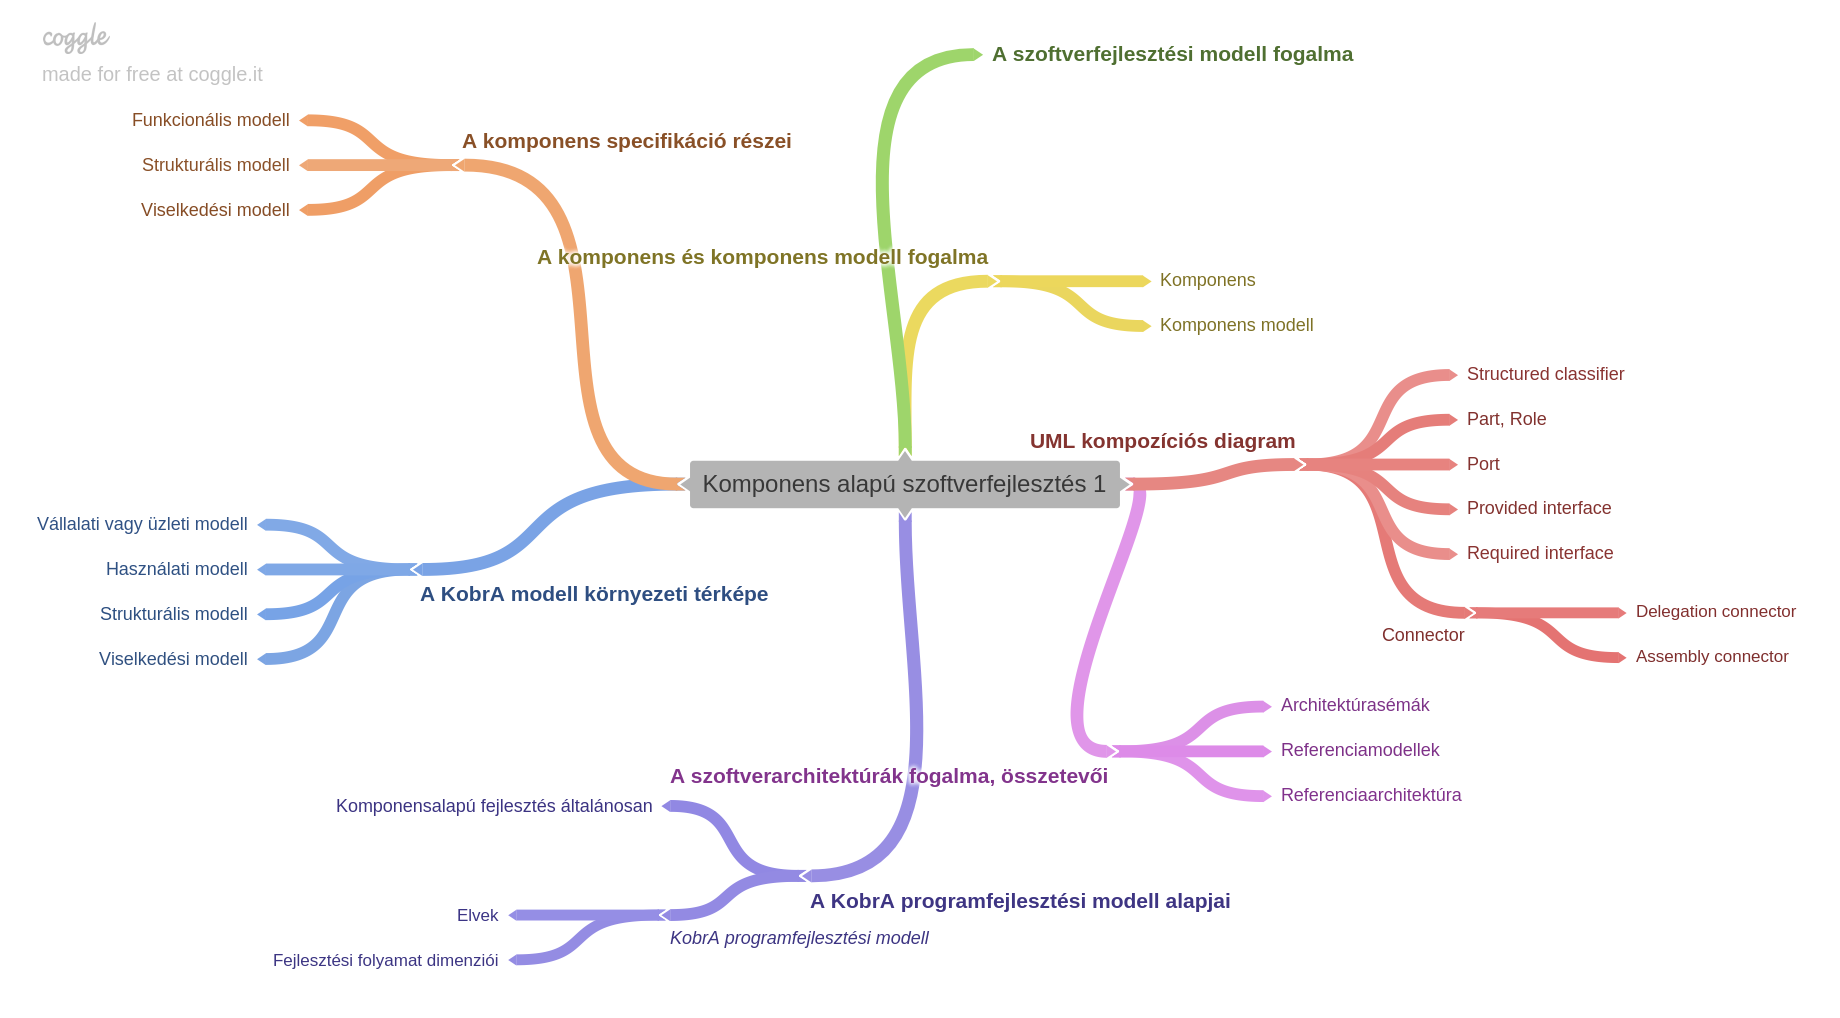 coggle
made for free at coggle.it
A szoftverfejlesztési modell fogalma
Funkcionális modell
A komponens specifikáció részei
Strukturális modell
Viselkedési modell
A komponens és komponens modell fogalma
Komponens
Komponens modell
Structured classifier
Part, Role
UML kompozíciós diagram
Port
Komponens alapú szoftverfejlesztés 1
Provided interface
Required interface
Vállalati vagy üzleti modell
Használati modell
A KobrA modell környezeti térképe
Strukturális modell
Viselkedési modell
Delegation connector
Connector
Assembly connector
Architektúrasémák
Referenciamodellek
A szoftverarchitektúrák fogalma, összetevői
Referenciaarchitektúra
Komponensalapú fejlesztés általánosan
A KobrA programfejlesztési modell alapjai
Elvek
KobrA programfejlesztési modell
Fejlesztési folyamat dimenziói